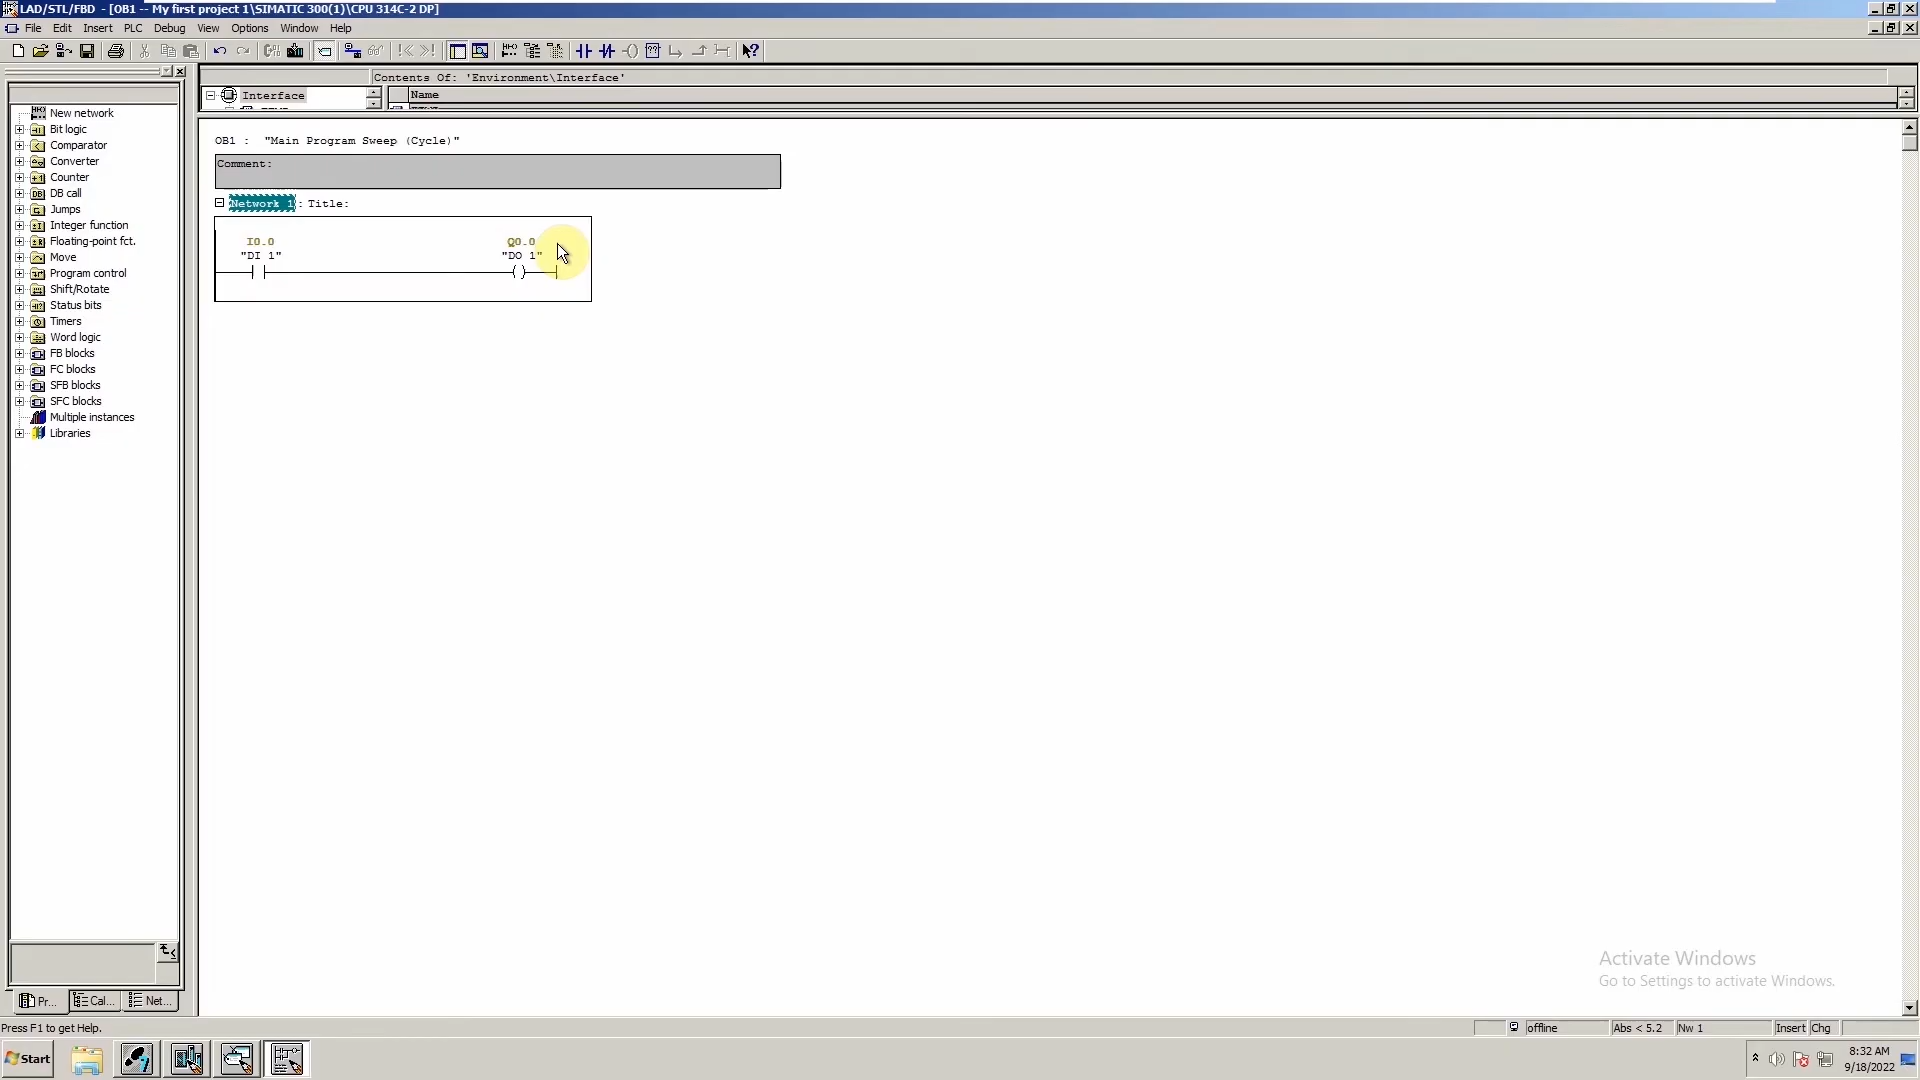 LAD/STL/FBD - [OB1 -- My first project 1\SIMATIC 300(1)\CPU 314C-2 DP]
File Edit Insert PLC Debug View Options Window Help
Contents Of: 'Environment\Interface'
Interface
Name
New network
Bit logic
Comparator
Converter
Counter
DB call
Jumps
Integer function
Floating-point fct.
Move
Program control
Shift/Rotate
Status bits
Timers
Word logic
FB blocks
FC blocks
SFB blocks
SFC blocks
Multiple instances
Libraries
OB1 : "Main Program Sweep (Cycle)"
Comment:
Network 1: Title:
I0.0 Q0.0
"DI 1" "DO 1"
Activate Windows
Go to Settings to activate Windows.
Pr... Cal... Net...
Press F1 to get Help.
offline Abs < 5.2 Nw 1 Insert Chg
Start
8:32 AM
9/18/2022